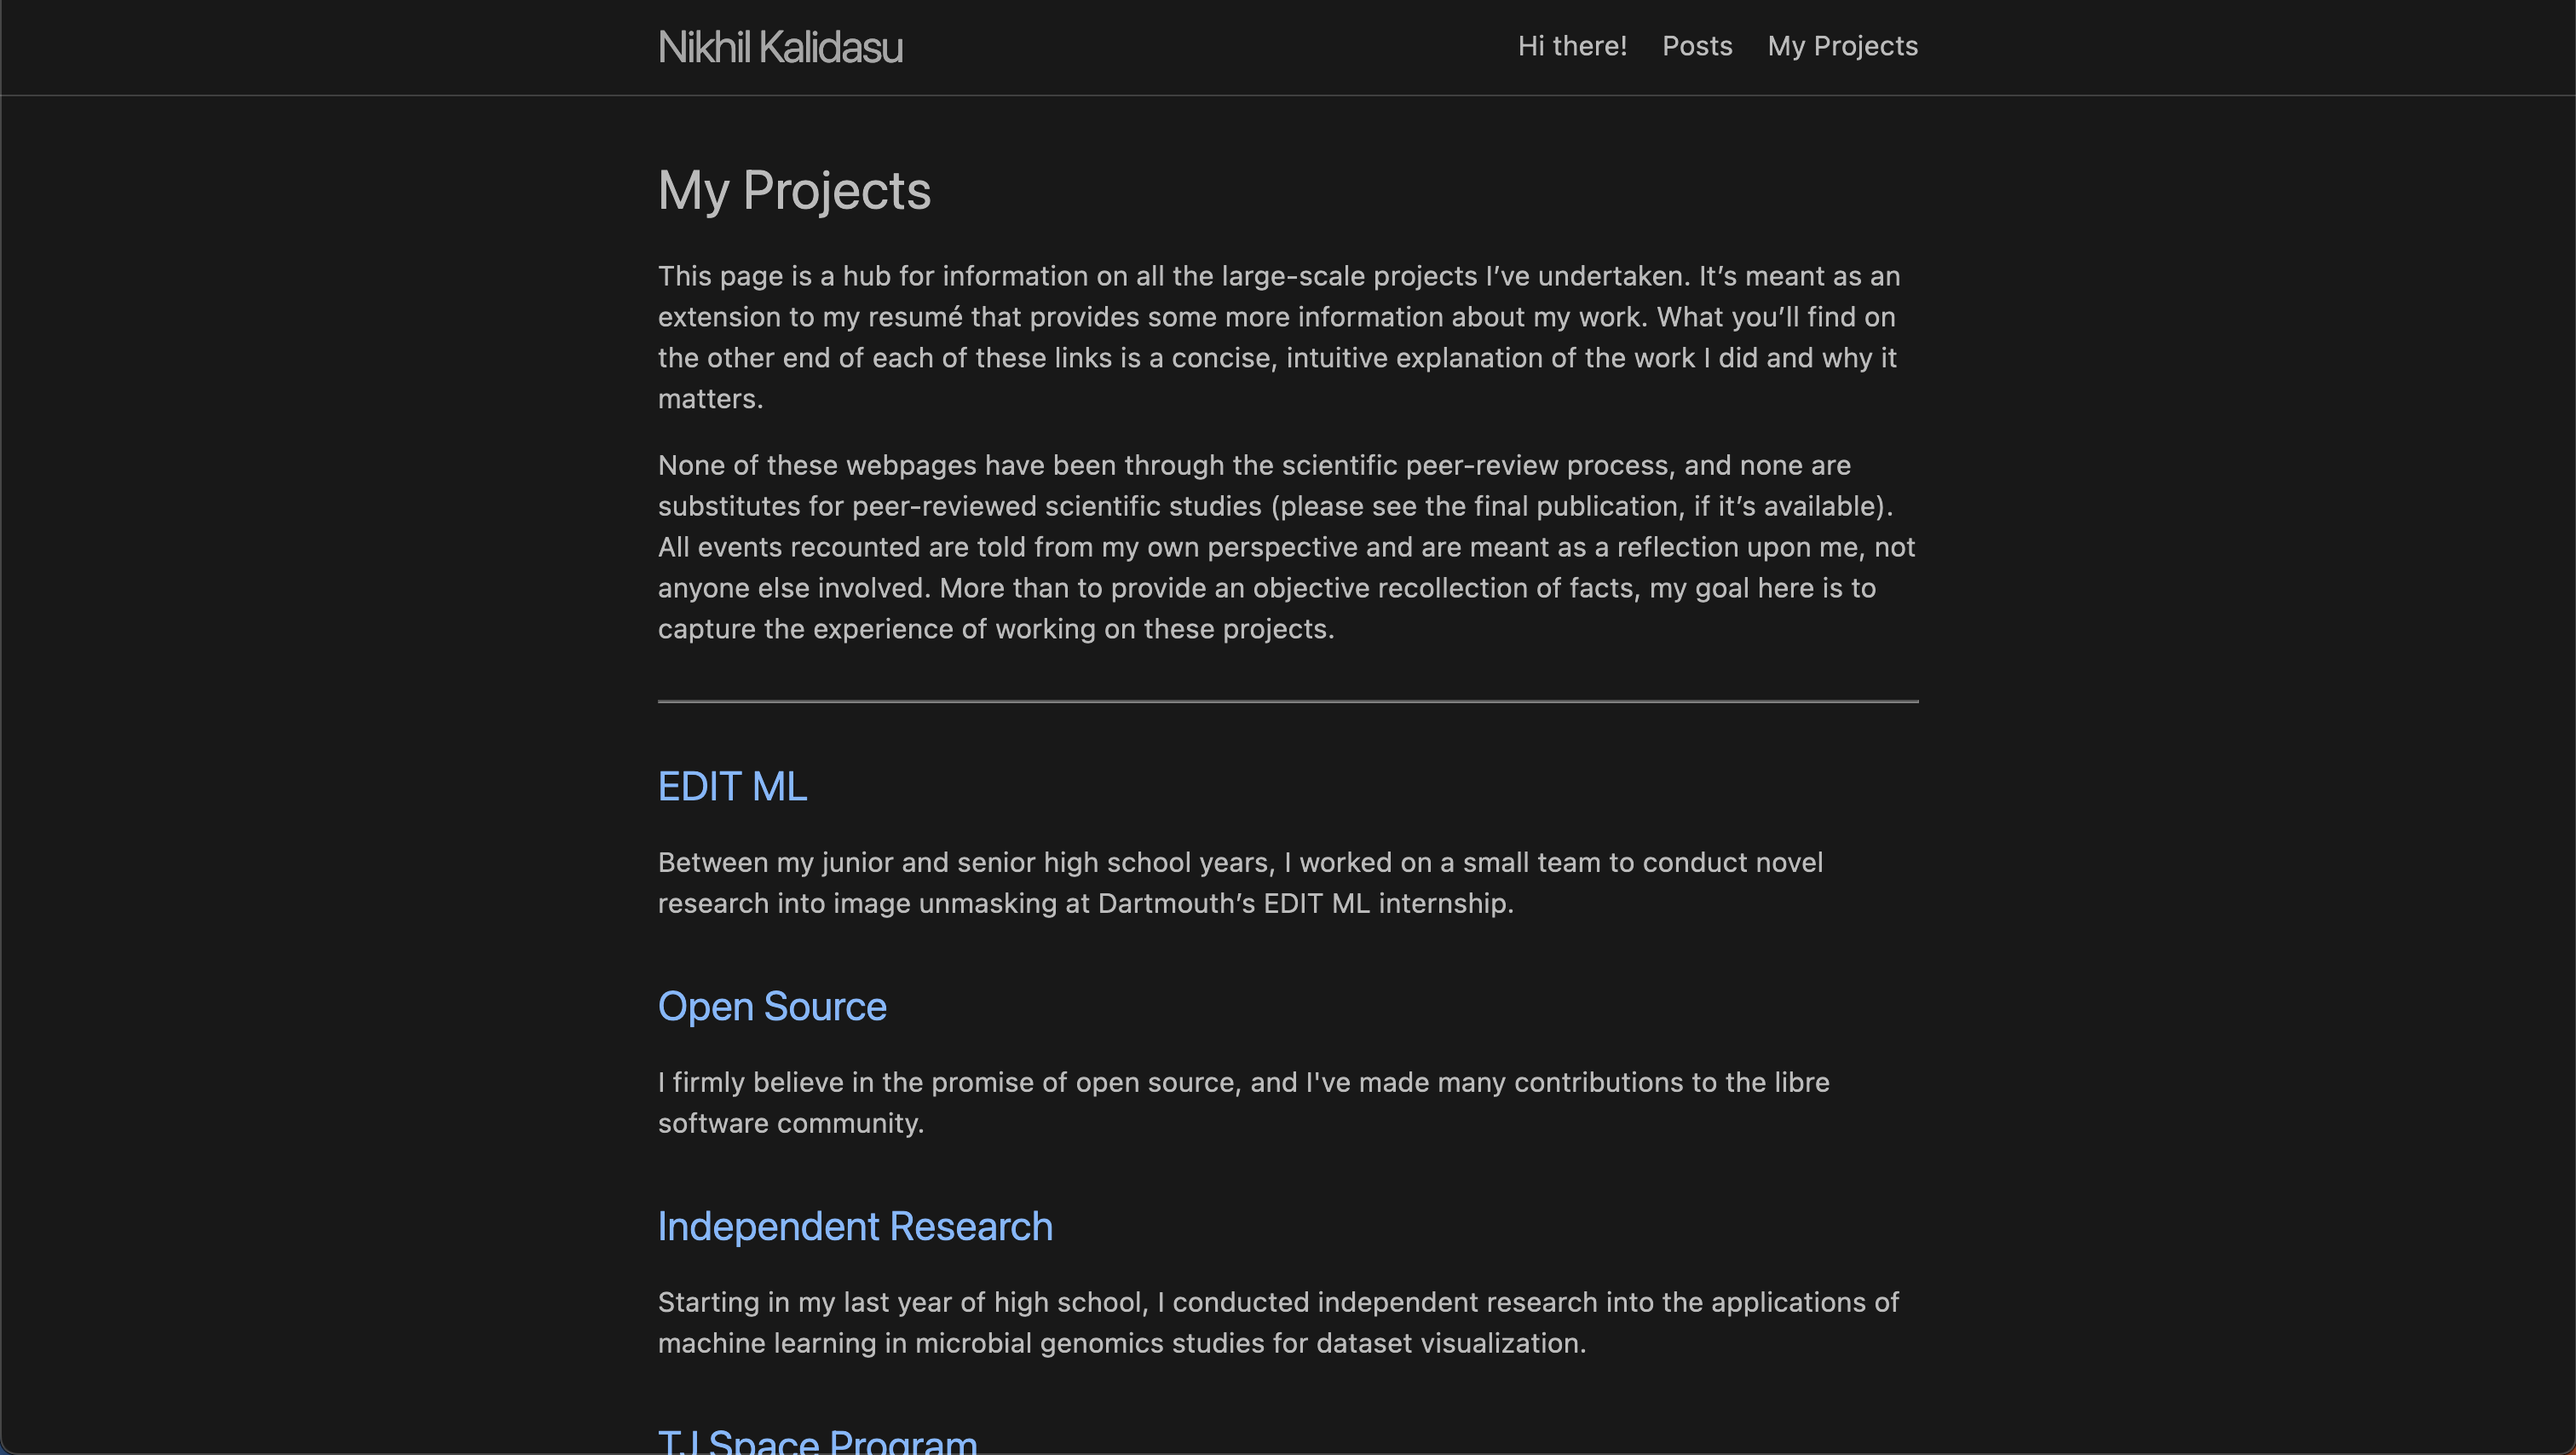 Nikhil Kalidasu
Hi there! Posts My Projects
My Projects
This page is a hub for information on all the large-scale projects I’ve undertaken. It’s meant as an
extension to my resumé that provides some more information about my work. What you’ll find on
the other end of each of these links is a concise, intuitive explanation of the work I did and why it
matters.
None of these webpages have been through the scientific peer-review process, and none are
substitutes for peer-reviewed scientific studies (please see the final publication, if it’s available).
All events recounted are told from my own perspective and are meant as a reflection upon me, not
anyone else involved. More than to provide an objective recollection of facts, my goal here is to
capture the experience of working on these projects.
EDIT ML
Between my junior and senior high school years, I worked on a small team to conduct novel
research into image unmasking at Dartmouth’s EDIT ML internship.
Open Source
I firmly believe in the promise of open source, and I've made many contributions to the libre
software community.
Independent Research
Starting in my last year of high school, I conducted independent research into the applications of
machine learning in microbial genomics studies for dataset visualization.
TJ Space Program